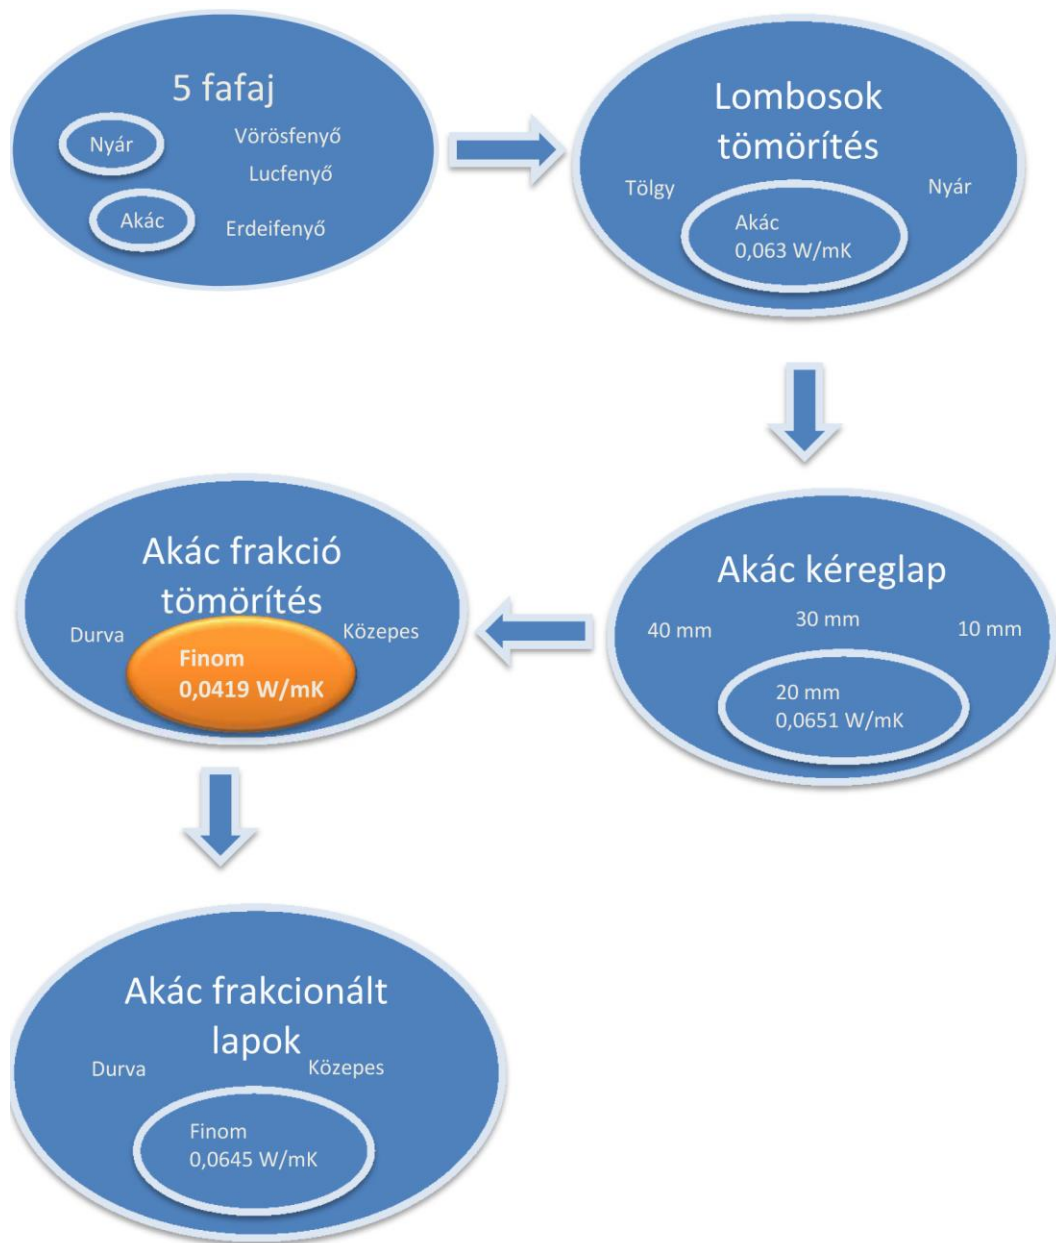 5 fafaj
Nyár
Vörösfenyő
Lucfenyő
Akác
Erdeifenyő
Lombosok
tömörítés
Tölgy
Nyár
Akác
0,063 W/mK
Akác kéreglap
40 mm
30 mm
10 mm
20 mm
0,0651 W/mK
Akác frakció
tömörítés
Durva
Közepes
Finom
0,0419 W/mK
Akác frakcionált
lapok
Durva
Közepes
Finom
0,0645 W/mK